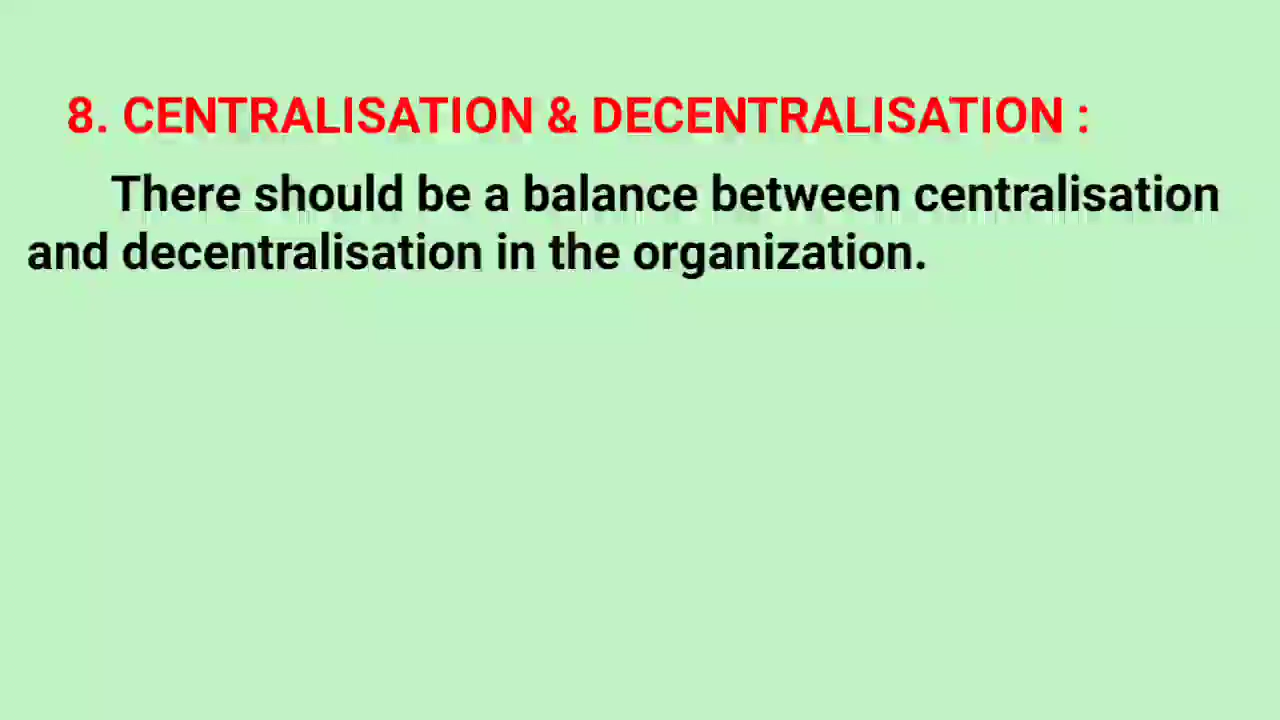 8. CENTRALISATION & DECENTRALISATION :
There should be a balance between centralisation
and decentralisation in the organization.